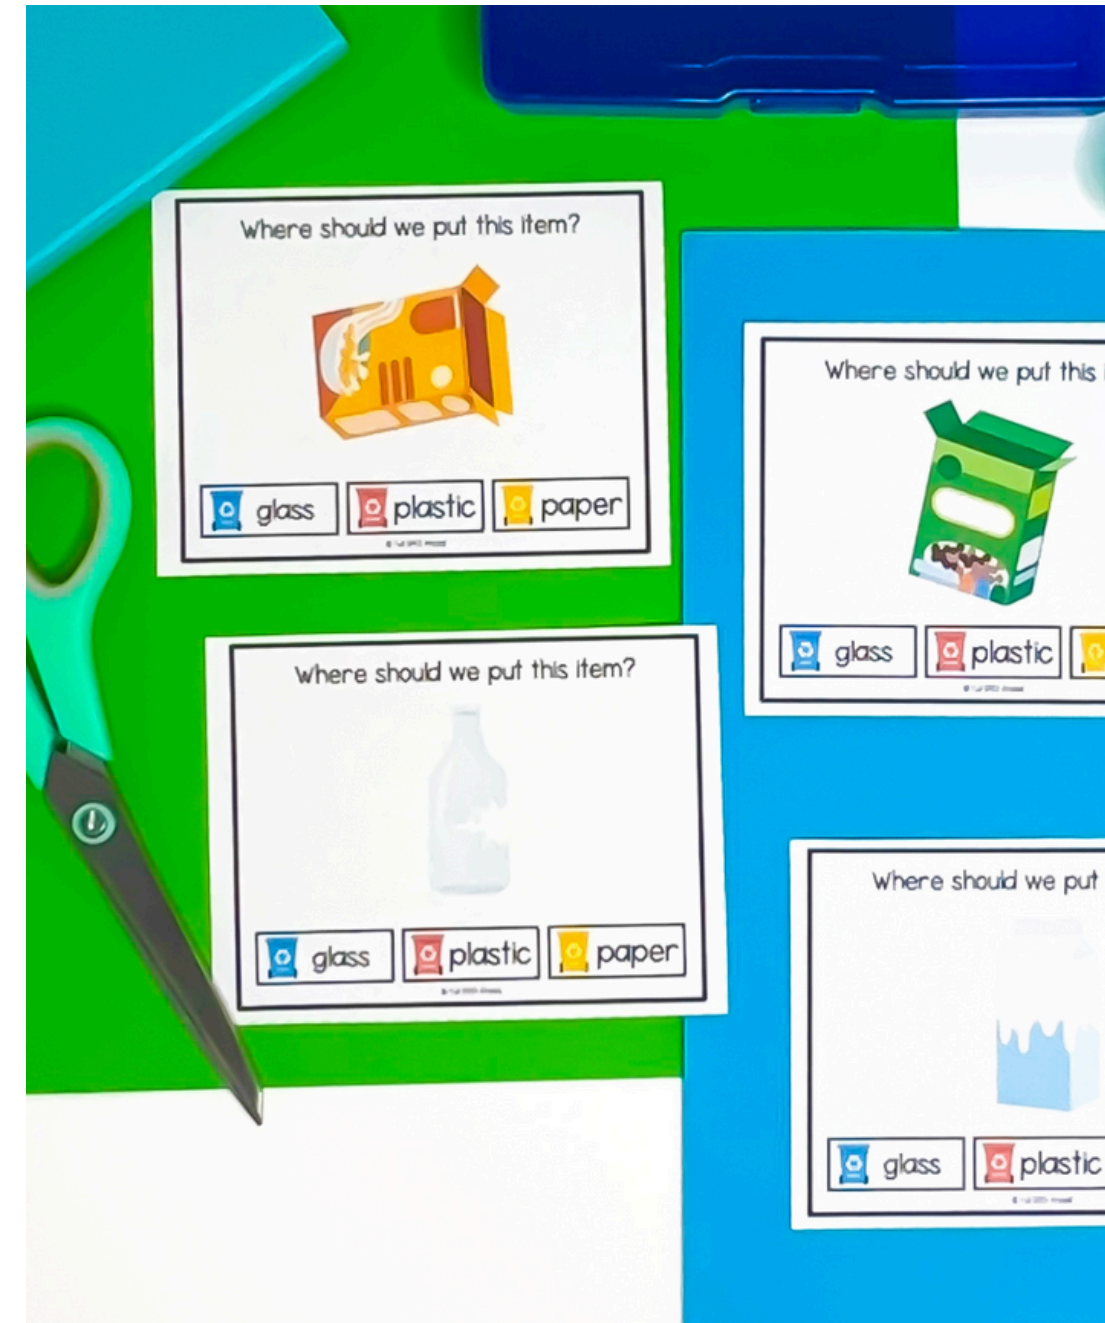 Where should we put this item?
glass plastic paper
Where should we put this
glass plastic
Where should we put this item?
glass plastic paper
Where should we put
glass plastic